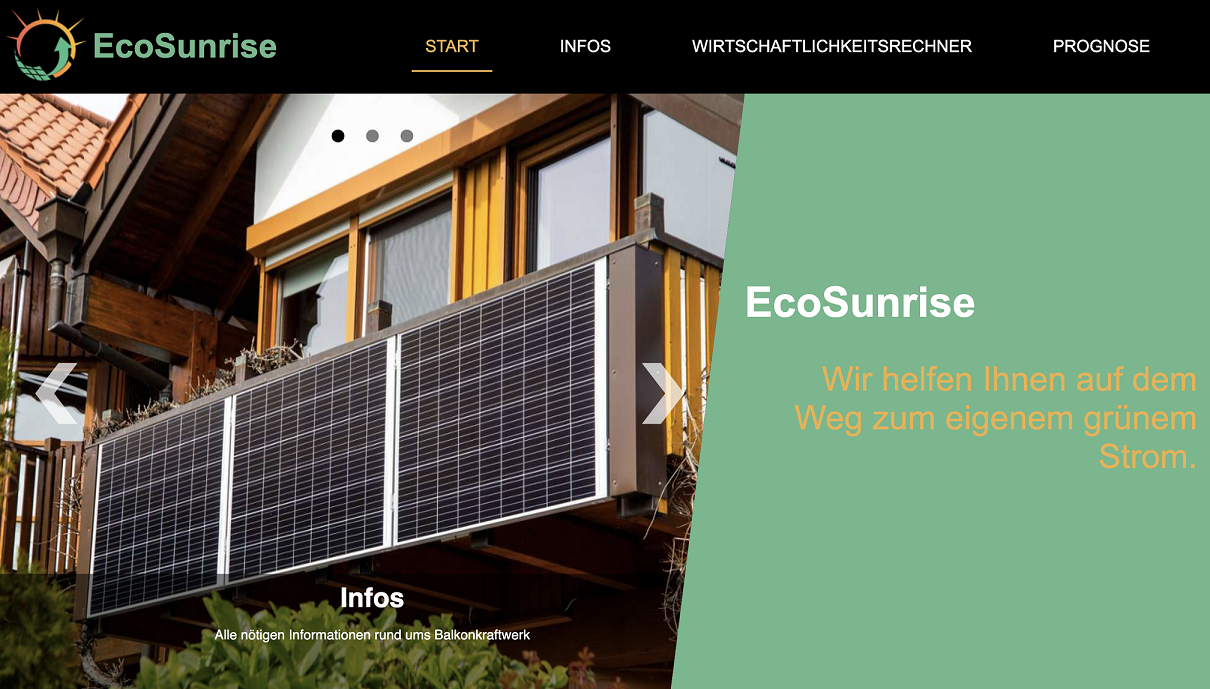 EcoSunrise
START
INFOS
WIRTSCHAFTLICHKEITSRECHNER
PROGNOSE
EcoSunrise
Wir helfen Ihnen auf dem
Weg zum eigenem grünem
Strom.
Infos
Alle nötigen Informationen rund ums Balkonkraftwerk